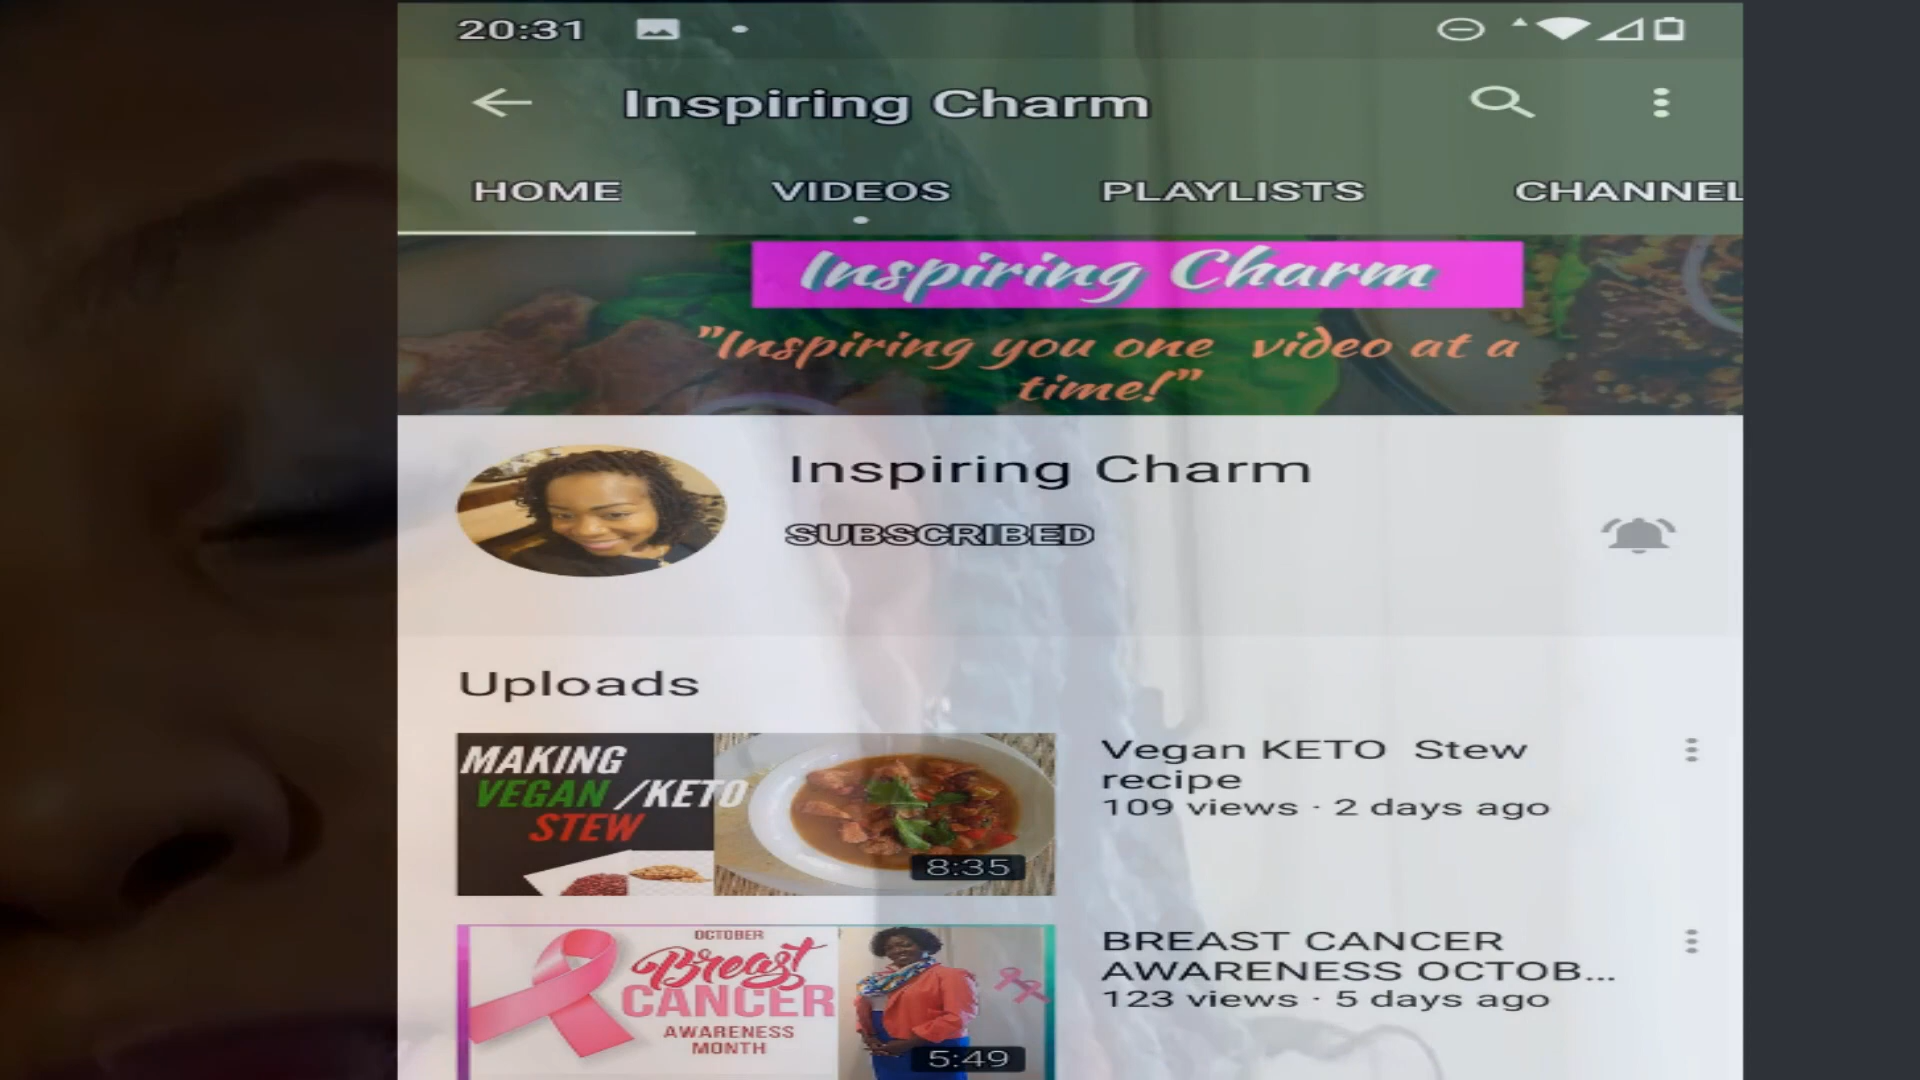 20:31
Inspiring Charm
HOME VIDEOS PLAYLISTS CHANNEL
Inspiring Charm
"Inspiring you one video at a
time!"
Inspiring Charm
SUBSCRIBED
Uploads
MAKING
VEGAN /KETO
STEW
8:35
Vegan KETO Stew
recipe
109 views · 2 days ago
OCTOBER
Breast
CANCER
AWARENESS
MONTH
5:49
BREAST CANCER
AWARENESS OCTOB...
123 views · 5 days ago